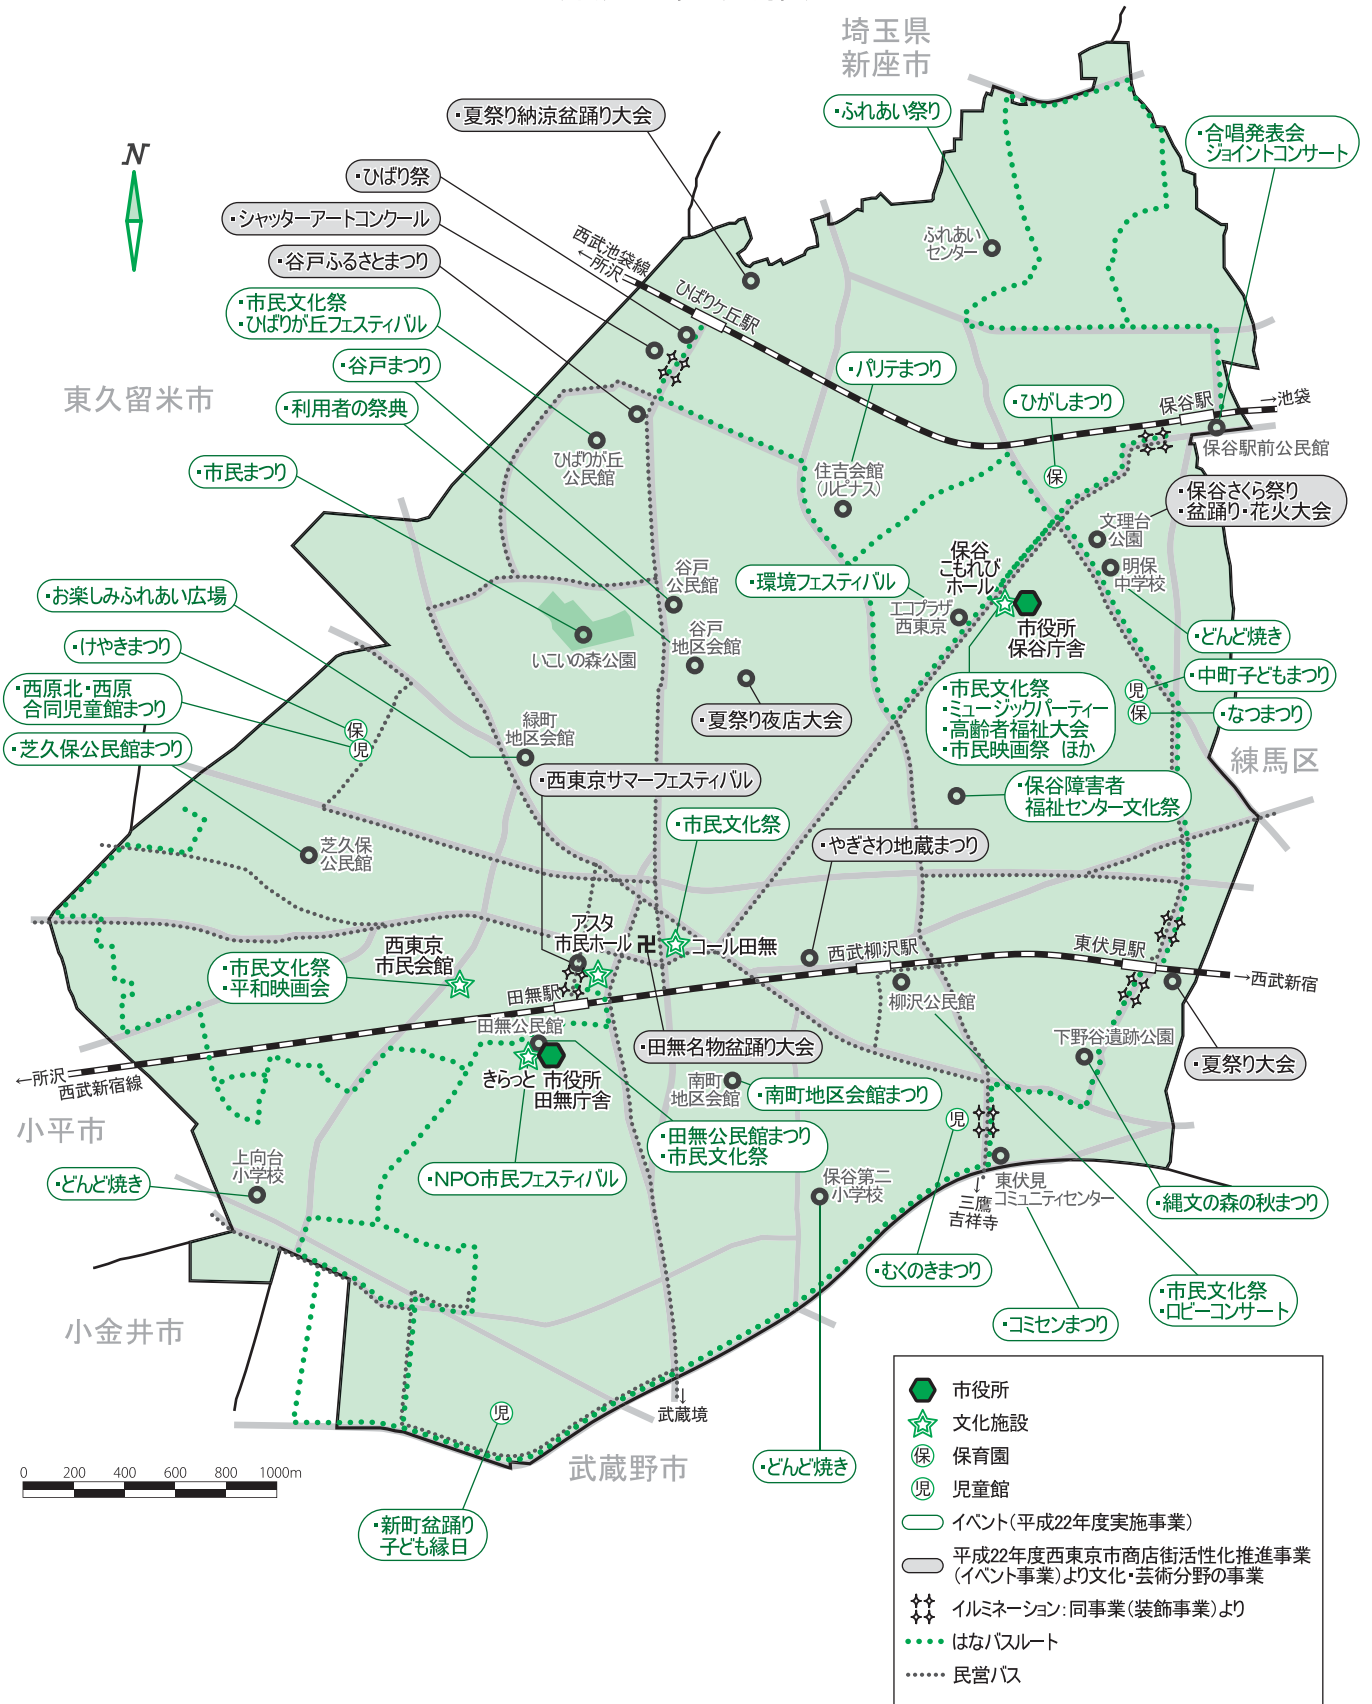 埼玉県
新座市
・夏祭り納涼盆踊り大会
・ふれあい祭り
・合唱発表会
ジョイントコンサート
N
・ひばり祭
・シャッターアートコンクール
・谷戸ふるさとまつり
西武池袋線
←所沢
ひばりケ丘駅
ふれあい
センター
・市民文化祭
・ひばりが丘フェスティバル
・谷戸まつり
・利用者の祭典
東久留米市
・パリテまつり
・ひがしまつり
保谷駅
→池袋
保谷駅前公民館
・市民まつり
ひばりが丘
公民館
住吉会館
(ルピナス)
保
・保谷さくら祭り
・盆踊り・花火大会
文理台
公園
明保
中学校
保谷
こもれび
ホール
・環境フェスティバル
エコプラザ
西東京
市役所
保谷庁舎
・お楽しみふれあい広場
谷戸
公民館
谷戸
地区会館
いこいの森公園
・どんど焼き
・けやきまつり
・西原北・西原
合同児童館まつり
・芝久保公民館まつり
保
児
緑町
地区会館
・夏祭り夜店大会
・市民文化祭
・ミュージックパーティー
・高齢者福祉大会
・市民映画祭 ほか
児
・中町子どもまつり
保
・なつまつり
練馬区
・西東京サマーフェスティバル
・保谷障害者
福祉センター文化祭
・市民文化祭
・やぎさわ地蔵まつり
芝久保
公民館
アスタ
市民ホール
卍
コール田無
西東京
市民会館
・市民文化祭
・平和映画会
西武柳沢駅
東伏見駅
→西武新宿
田無駅
柳沢公民館
田無公民館
・田無名物盆踊り大会
下野谷遺跡公園
・夏祭り大会
←所沢
西武新宿線
きらっと
市役所
田無庁舎
南町
地区会館
・南町地区会館まつり
小平市
児
・田無公民館まつり
・市民文化祭
上向台
小学校
・どんど焼き
・NPO市民フェスティバル
保谷第二
小学校
東伏見
コミュニティセンター
↓
三鷹
吉祥寺
・縄文の森の秋まつり
・むくのきまつり
・市民文化祭
・ロビーコンサート
・コミセンまつり
小金井市
児
↓
武蔵境
武蔵野市
・どんど焼き
0 200 400 600 800 1000m
・新町盆踊り
子ども縁日
市役所
文化施設
保 保育園
児 児童館
イベント(平成22年度実施事業)
平成22年度西東京市商店街活性化推進事業
(イベント事業)より文化・芸術分野の事業
イルミネーション:同事業(装飾事業)より
はなバスルート
民営バス